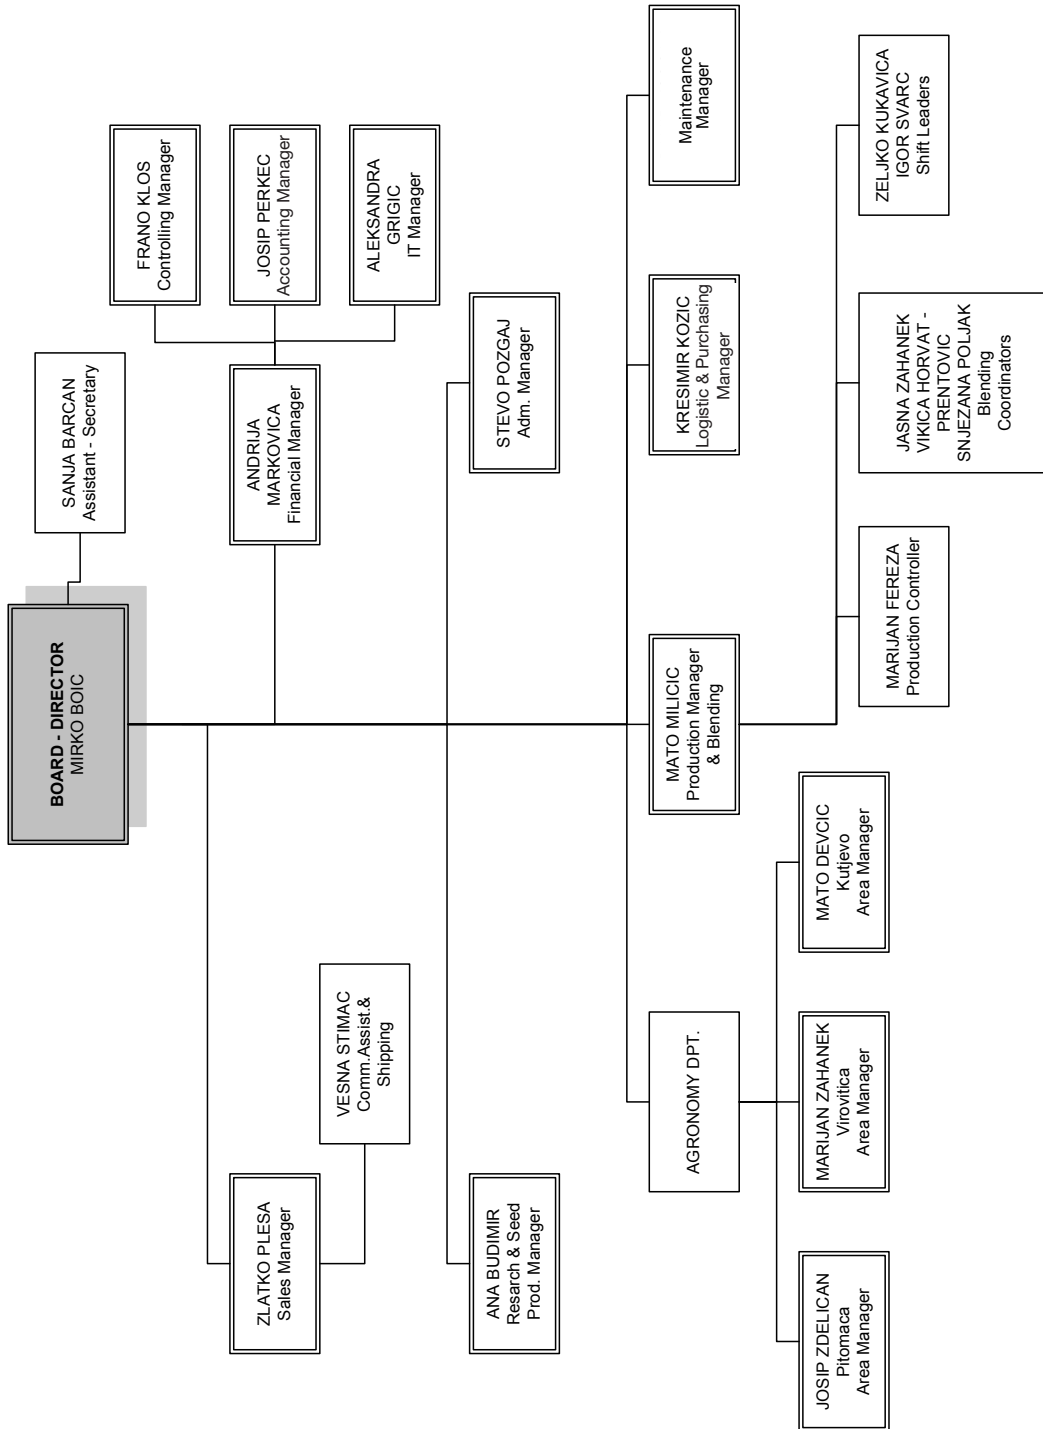 BOARD - DIRECTOR
MIRKO BOIC
SANJA BARCAN
Assistant - Secretary
ZLATKO PLESA
Sales Manager
VESNA STIMAC
Comm.Assist.&
Shipping
ANDRIJA
MARKOVICA
Financial Manager
FRANO KLOS
Controlling Manager
JOSIP PERKEC
Accounting Manager
ALEKSANDRA
GRIGIC
IT Manager
ANA BUDIMIR
Resarch & Seed
Prod. Manager
STEVO POZGAJ
Adm. Manager
AGRONOMY DPT.
MATO MILICIC
Production Manager
& Blending
KRESIMIR KOZIC
Logistic & Purchasing
Manager
Maintenance
Manager
JOSIP ZDELICAN
Pitomaca
Area Manager
MARIJAN ZAHANEK
Virovitica
Area Manager
MATO DEVCIC
Kutjevo
Area Manager
MARIJAN FEREZA
Production Controller
JASNA ZAHANEK
VIKICA HORVAT -
PRENTOVIC
SNJEZANA POLJAK
Blending
Coordinators
ZELJKO KUKAVICA
IGOR SVARC
Shift Leaders